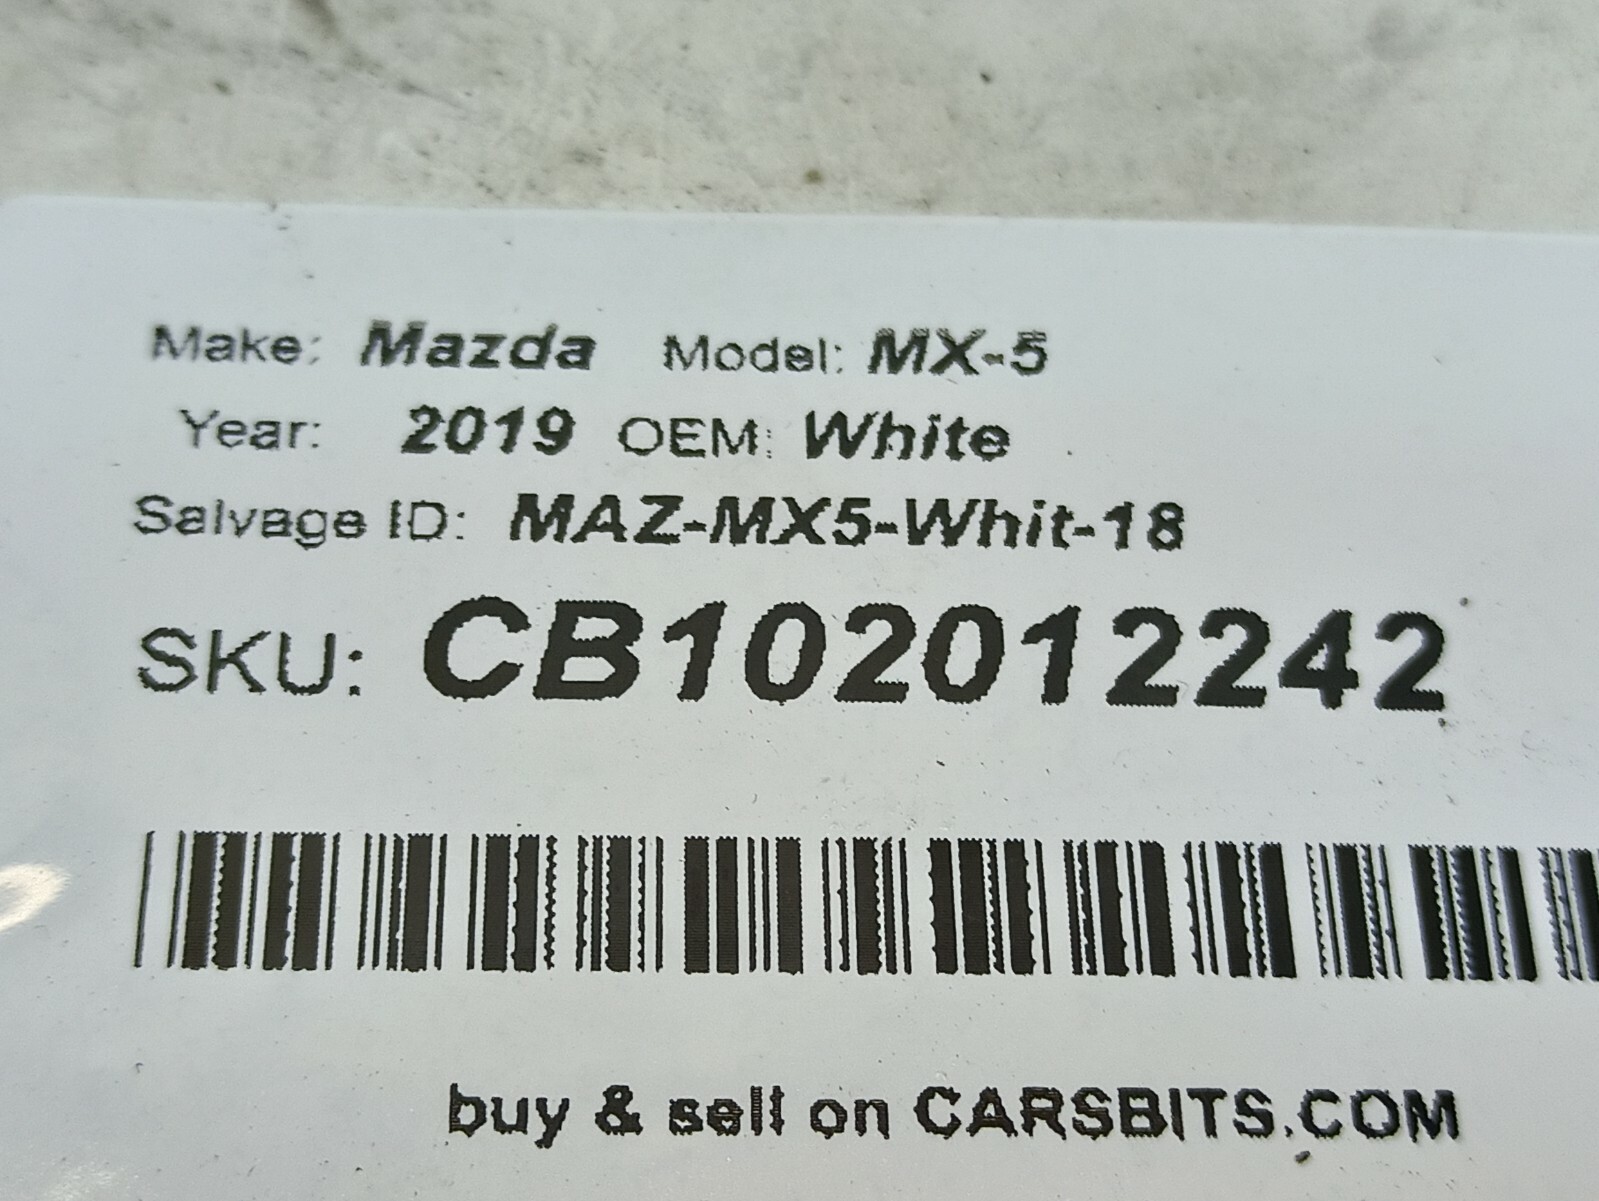 Make: Mazda Model: MX-5
Year: 2019 OEM: White
Salvage ID: MAZ-MX5-Whit-18
SKU: CB102012242
buy & sell on CARSBITS.COM